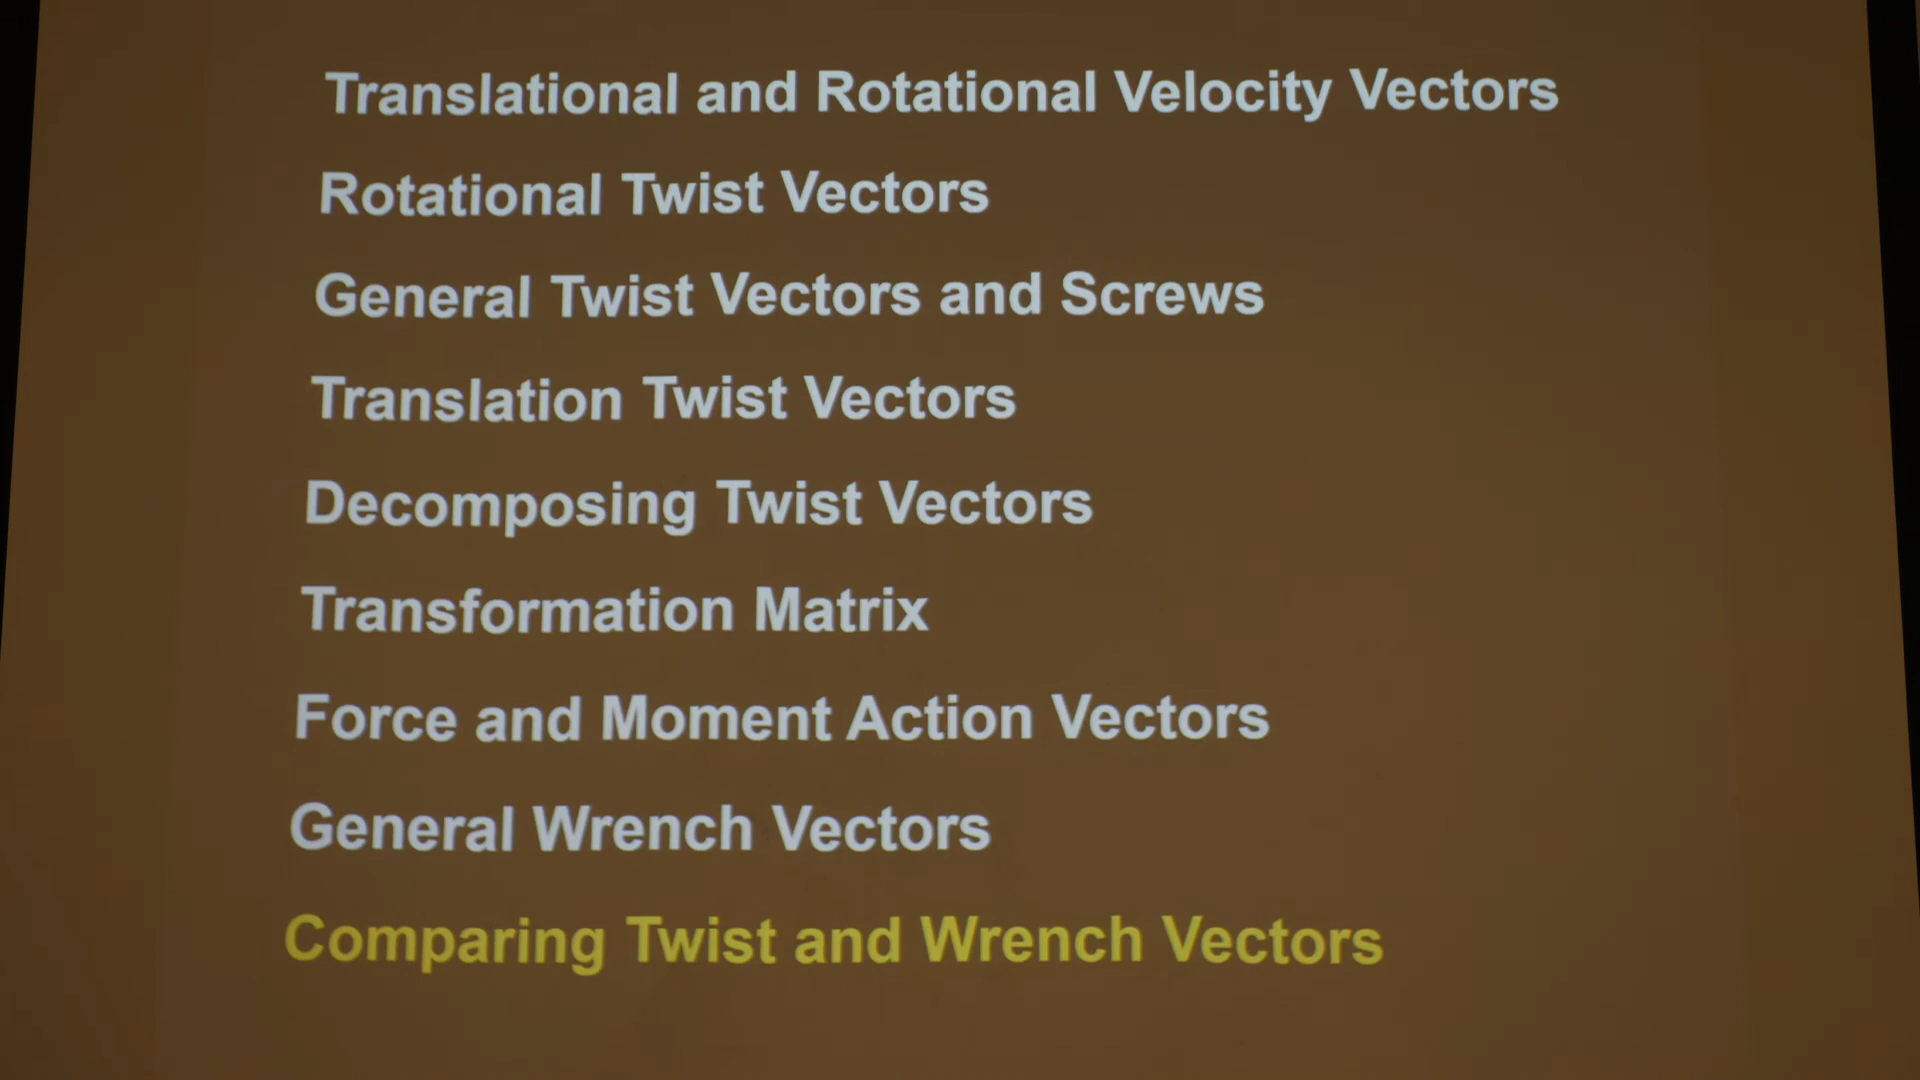 Translational and Rotational Velocity Vectors
Rotational Twist Vectors
General Twist Vectors and Screws
Translation Twist Vectors
Decomposing Twist Vectors
Transformation Matrix
Force and Moment Action Vectors
General Wrench Vectors
Comparing Twist and Wrench Vectors